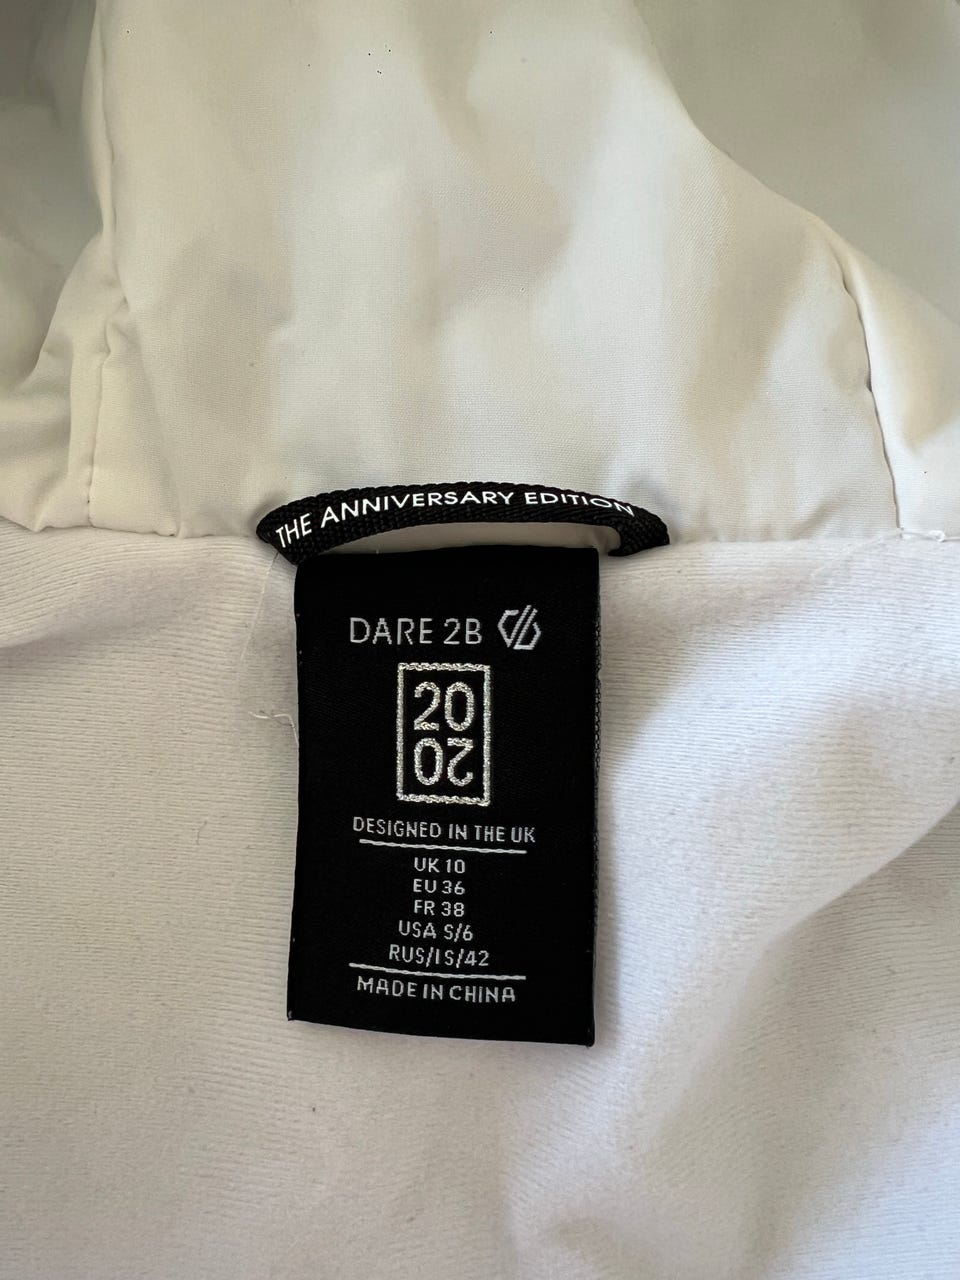 THE ANNIVERSARY EDITION
DARE 2B
20
02
DESIGNED IN THE UK
UK 10
EU 36
FR 38
USA S/6
RUS/IS/42
MADE IN CHINA